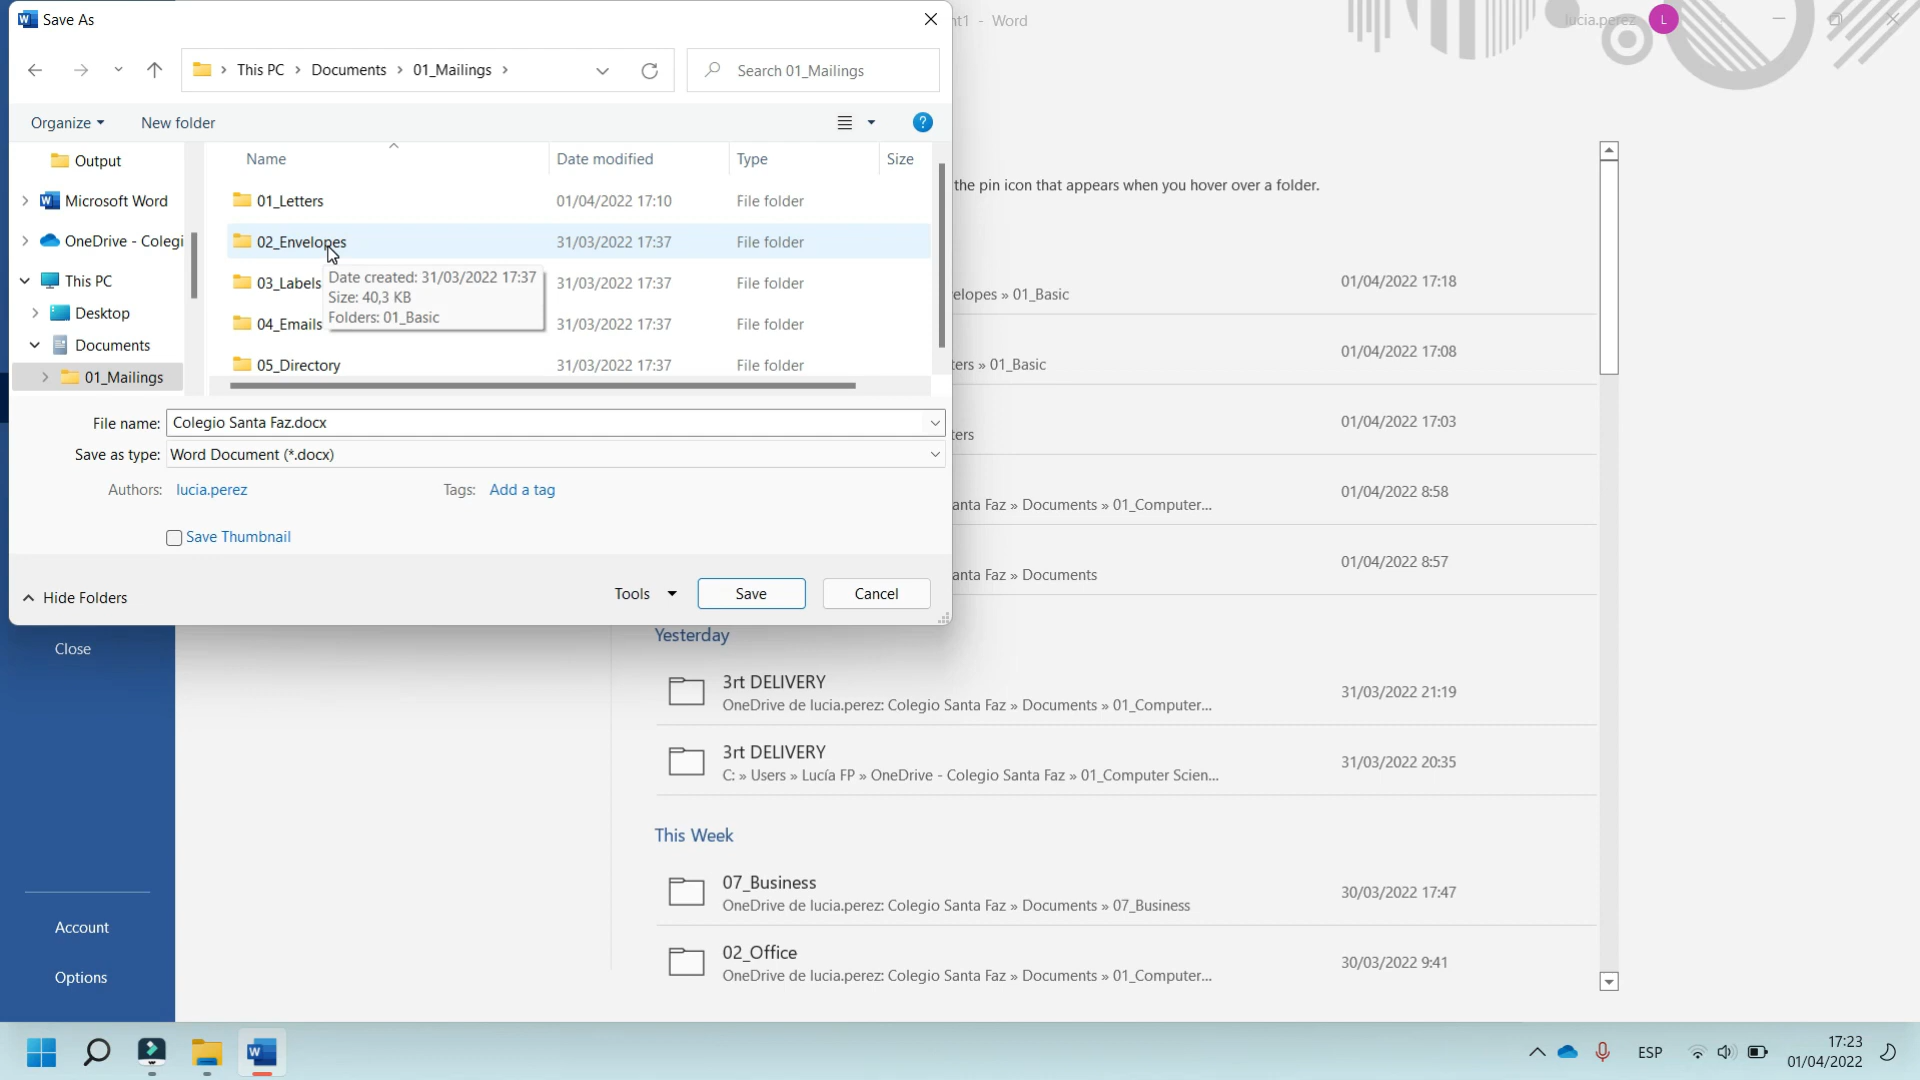 Save As
nt1 - Word
lucia.perez
L
This PC > Documents > 01_Mailings >
Search 01_Mailings
Organize
New folder
?
Name
Date modified
Type
Size
Output
Microsoft Word
OneDrive - Colegi
This PC
Desktop
Documents
01_Mailings
01_Letters 01/04/2022 17:10 File folder
02_Envelopes 31/03/2022 17:37 File folder
03_Labels 31/03/2022 17:37 File folder
04_Emails 31/03/2022 17:37 File folder
05_Directory 31/03/2022 17:37 File folder
Date created: 31/03/2022 17:37
Size: 40,3 KB
Folders: 01_Basic
File name: Colegio Santa Faz.docx
Save as type: Word Document (*.docx)
Authors: lucia.perez
Tags: Add a tag
Save Thumbnail
Hide Folders
Tools
Save
Cancel
the pin icon that appears when you hover over a folder.
01/04/2022 17:18
elopes » 01_Basic
01/04/2022 17:08
ters » 01_Basic
01/04/2022 17:03
ters
01/04/2022 8:58
anta Faz » Documents » 01_Computer...
01/04/2022 8:57
anta Faz » Documents
Close
Account
Options
Yesterday
3rt DELIVERY
OneDrive de lucia.perez: Colegio Santa Faz » Documents » 01_Computer...
31/03/2022 21:19
3rt DELIVERY
C: » Users » Lucía FP » OneDrive - Colegio Santa Faz » 01_Computer Scien...
31/03/2022 20:35
This Week
07_Business
OneDrive de lucia.perez: Colegio Santa Faz » Documents » 07_Business
30/03/2022 17:47
02_Office
OneDrive de lucia.perez: Colegio Santa Faz » Documents » 01_Computer...
30/03/2022 9:41
ESP
17:23
01/04/2022